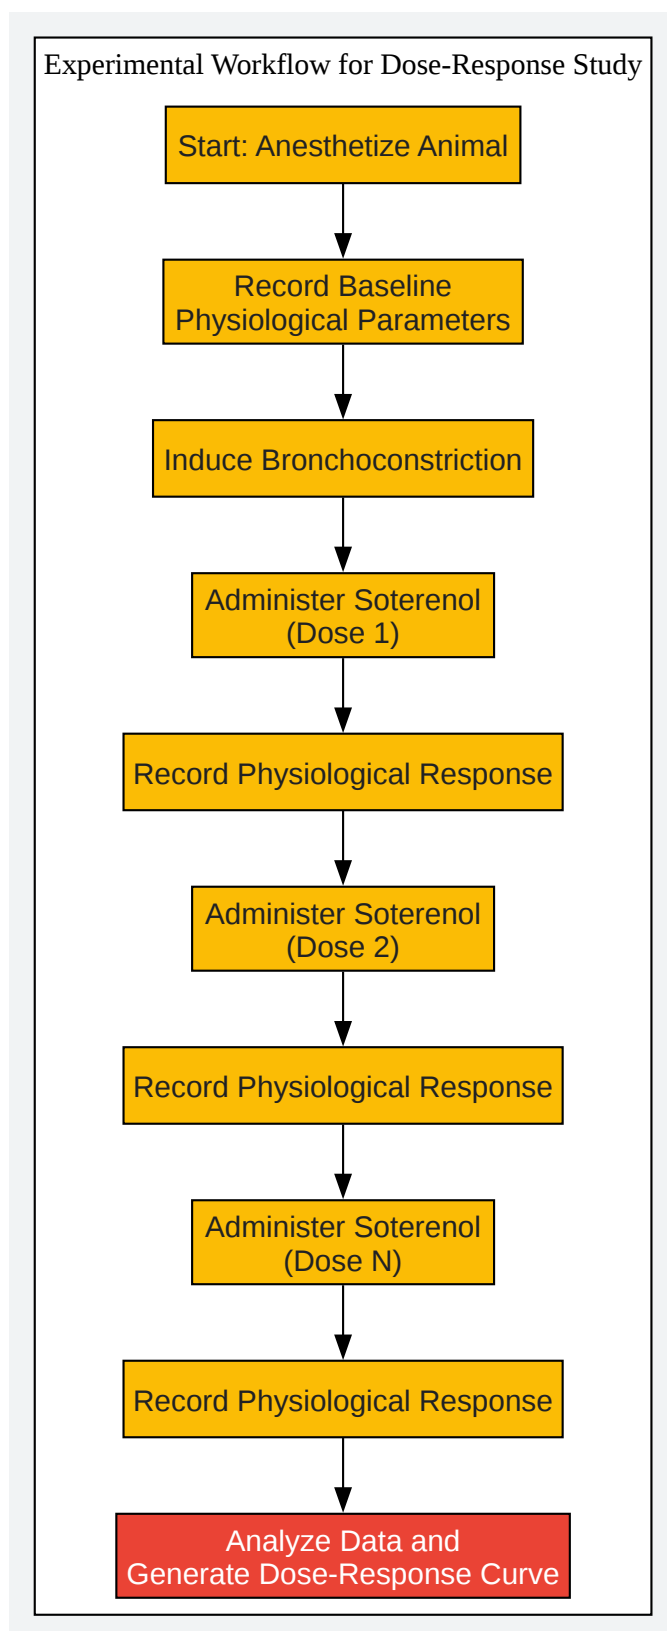 Experimental Workflow for Dose-Response Study
Start: Anesthetize Animal
Record Baseline
Physiological Parameters
Induce Bronchoconstriction
Administer Soterenol
(Dose 1)
Record Physiological Response
Administer Soterenol
(Dose 2)
Record Physiological Response
Administer Soterenol
(Dose N)
Record Physiological Response
Analyze Data and
Generate Dose-Response Curve